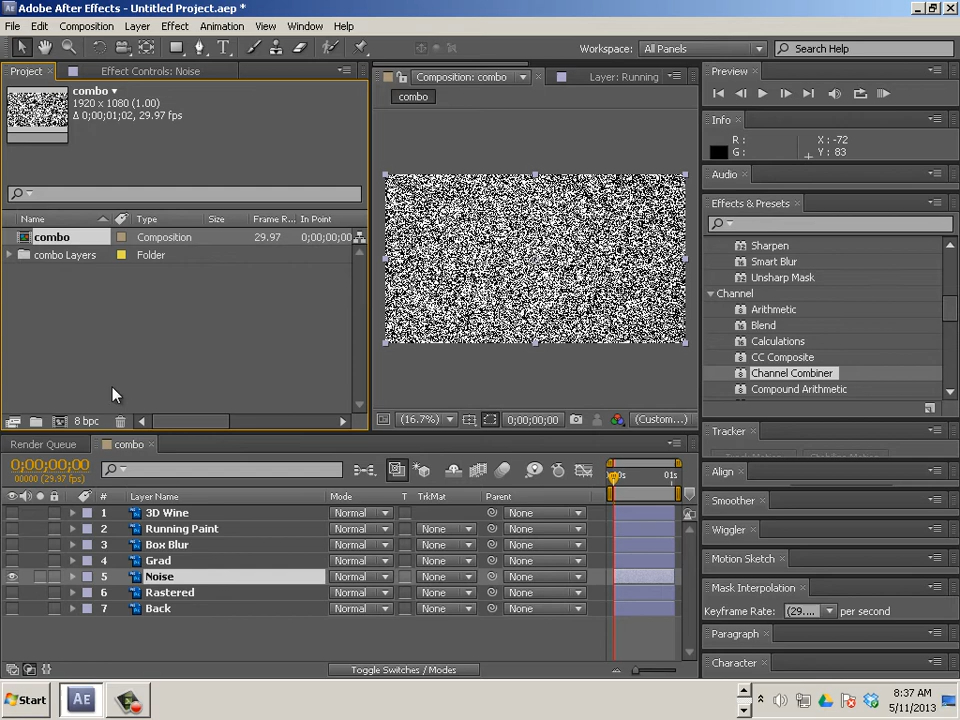 Adobe After Effects - Untitled Project.aep *
File Edit Composition Layer Effect Animation View Window Help
Workspace: All Panels Search Help
Project Effect Controls: Noise
combo
1920 x 1080 (1.00)
Δ 0;00;01;02, 29.97 fps
Name Type Size Frame R... In Point
combo Composition 29.97 0;00;00;00
combo Layers Folder
8 bpc
Composition: combo Layer: Running
combo
(16.7%) 0;00;00;00 (Custom...)
Preview
Info
R : X : -72
G : Y : 83
Audio
Effects & Presets
Sharpen
Smart Blur
Unsharp Mask
Channel
Arithmetic
Blend
Calculations
CC Composite
Channel Combiner
Compound Arithmetic
Tracker
Align
Smoother
Wiggler
Motion Sketch
Mask Interpolation
Keyframe Rate: (29.... per second
Paragraph
Character
Render Queue combo
0;00;00;00
00000 (29.97 fps)
01s
# Layer Name Mode T TrkMat Parent
1 3D Wine Normal None
2 Running Paint Normal None None
3 Box Blur Normal None None
4 Grad Normal None None
5 Noise Normal None None
6 Rastered Normal None None
7 Back Normal None None
Toggle Switches / Modes
Start AE
8:37 AM
5/11/2013